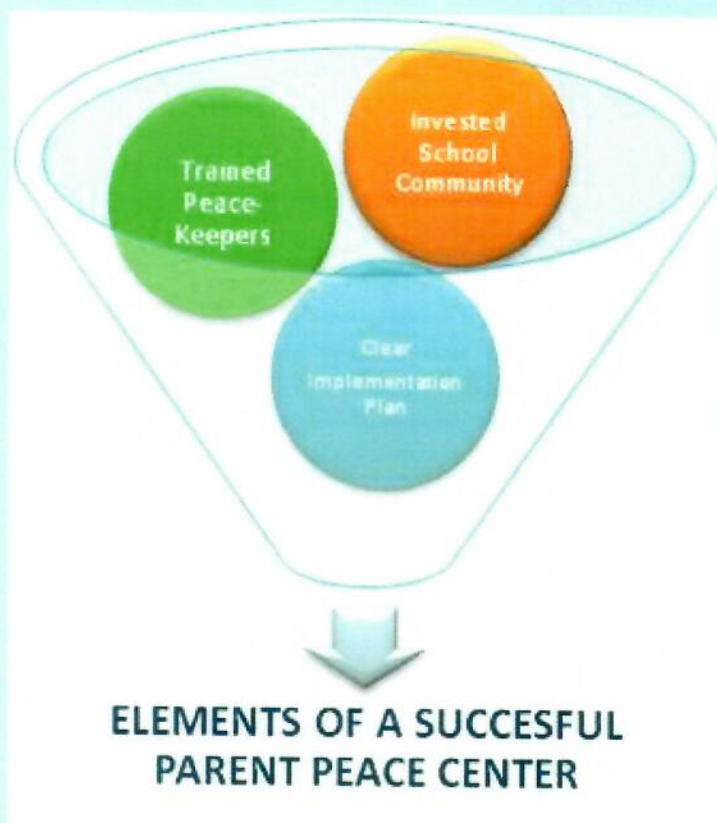 Trained
Peace-
Keepers
Invested
School
Community
Clear
Implementation
Plan
ELEMENTS OF A SUCCESFUL
PARENT PEACE CENTER